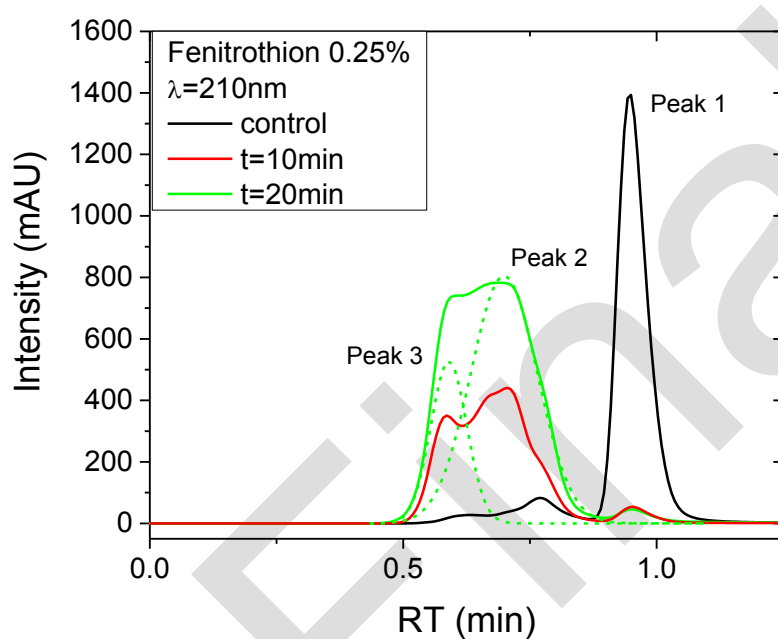 1600
1400
1200
1000
800
600
400
200
0
Intensity (mAU)
Fenitrothion 0.25%
λ=210nm
control
t=10min
t=20min
Peak 1
Peak 2
Peak 3
0.0
0.5
1.0
RT (min)
Fina